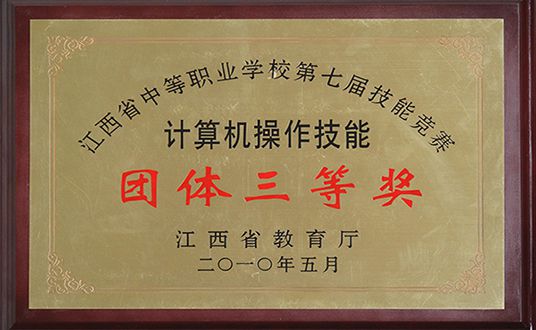 江西省中等职业学校第七届技能竞赛
计算机操作技能
团体三等奖
江西省教育厅
二〇一〇年五月